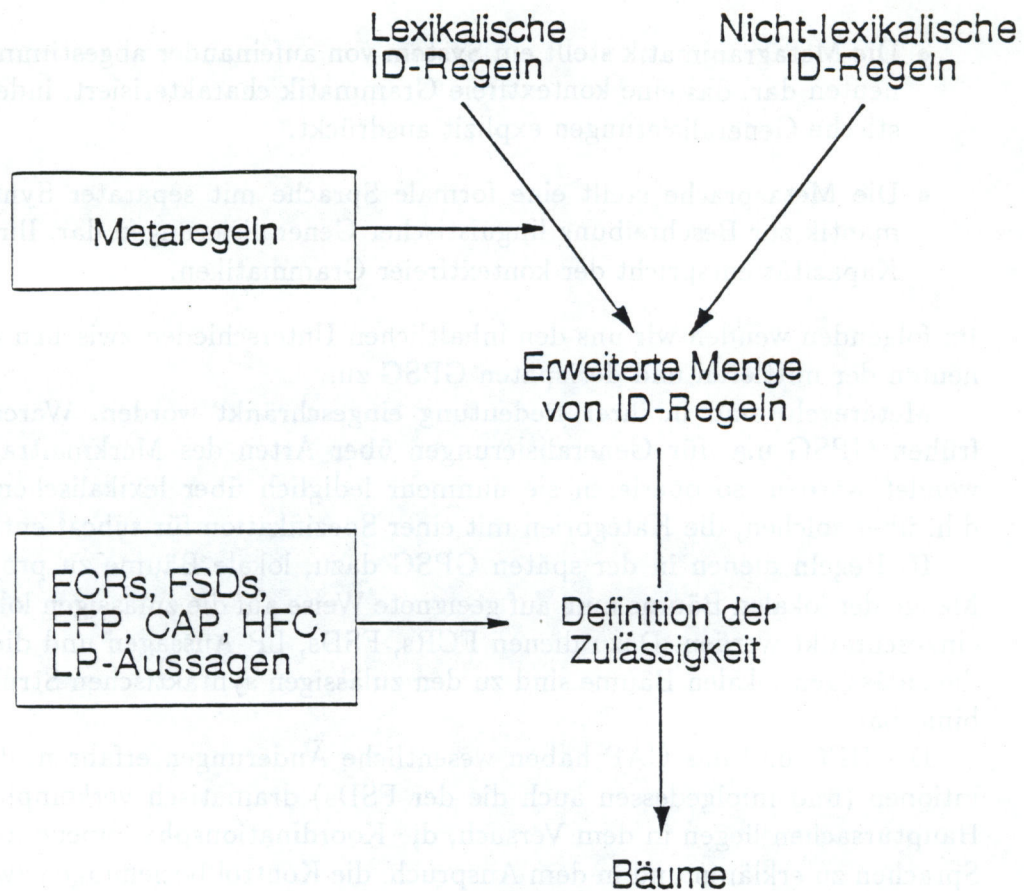 Lexikalische
ID-Regeln
Nicht-lexikalische
ID-Regeln
Metaregeln
Erweiterte Menge
von ID-Regeln
FCRs, FSDs,
FFP, CAP, HFC,
LP-Aussagen
Definition der
Zulässigkeit
Bäume